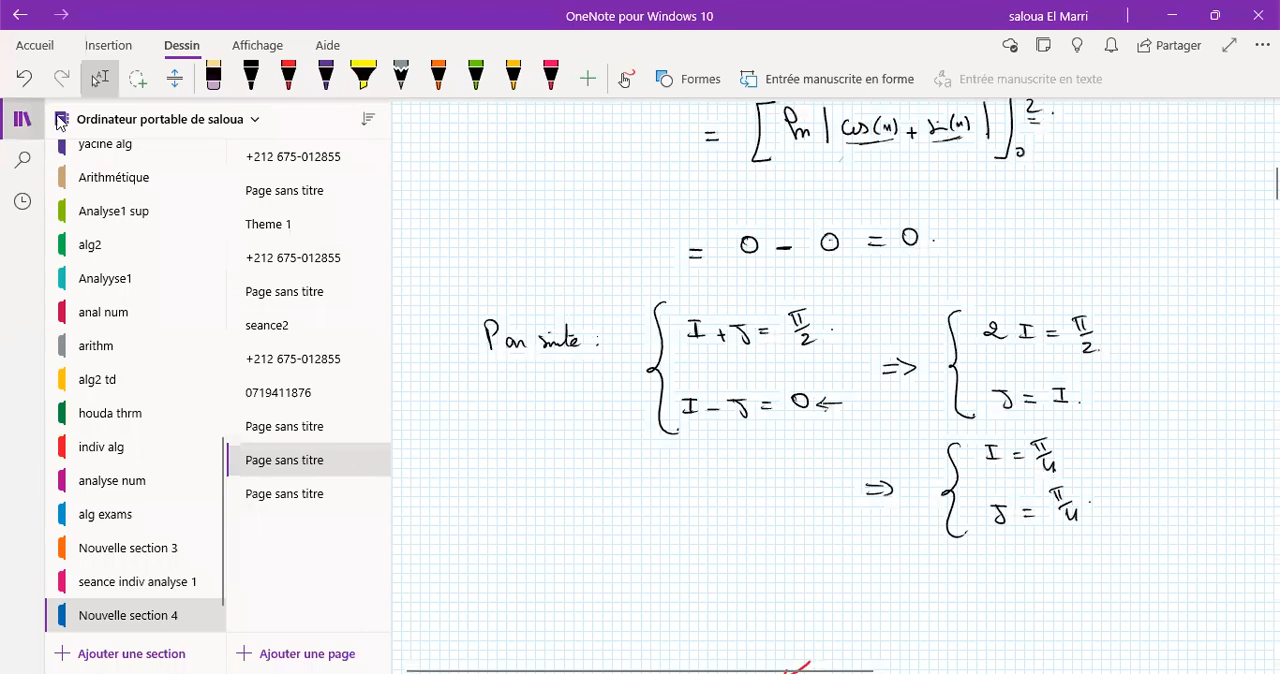 OneNote pour Windows 10
saloua El Marri
Accueil Insertion Dessin Affichage Aide
Partager
Formes Entrée manuscrite en forme Entrée manuscrite en texte
Ordinateur portable de saloua
yacine alg
Arithmétique
Analyse1 sup
alg2
Analyyse1
anal num
arithm
alg2 td
houda thrm
indiv alg
analyse num
alg exams
Nouvelle section 3
seance indiv analyse 1
Nouvelle section 4
Ajouter une section
+212 675-012855
Page sans titre
Theme 1
+212 675-012855
Page sans titre
seance2
+212 675-012855
0719411876
Page sans titre
Page sans titre
Page sans titre
Ajouter une page
= [ ln | cos(x) + sin(x) | ]_0^{π/2}
= 0 - 0 = 0.
Par suite : { I + J = π/2 . => { 2 I = π/2 .
I - J = 0 ← J = I .
=> { I = π/4
J = π/4 .